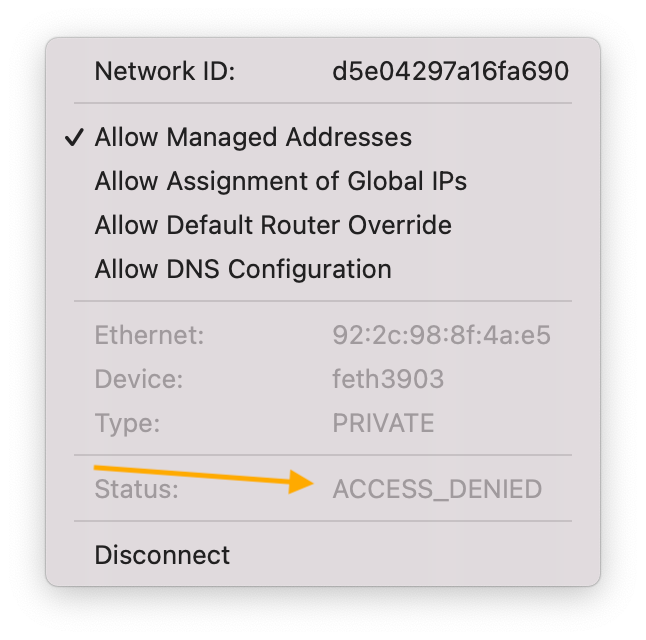 Network ID: d5e04297a16fa690
✓ Allow Managed Addresses
Allow Assignment of Global IPs
Allow Default Router Override
Allow DNS Configuration
Ethernet: 92:2c:98:8f:4a:e5
Device: feth3903
Type: PRIVATE
Status: ACCESS_DENIED
Disconnect